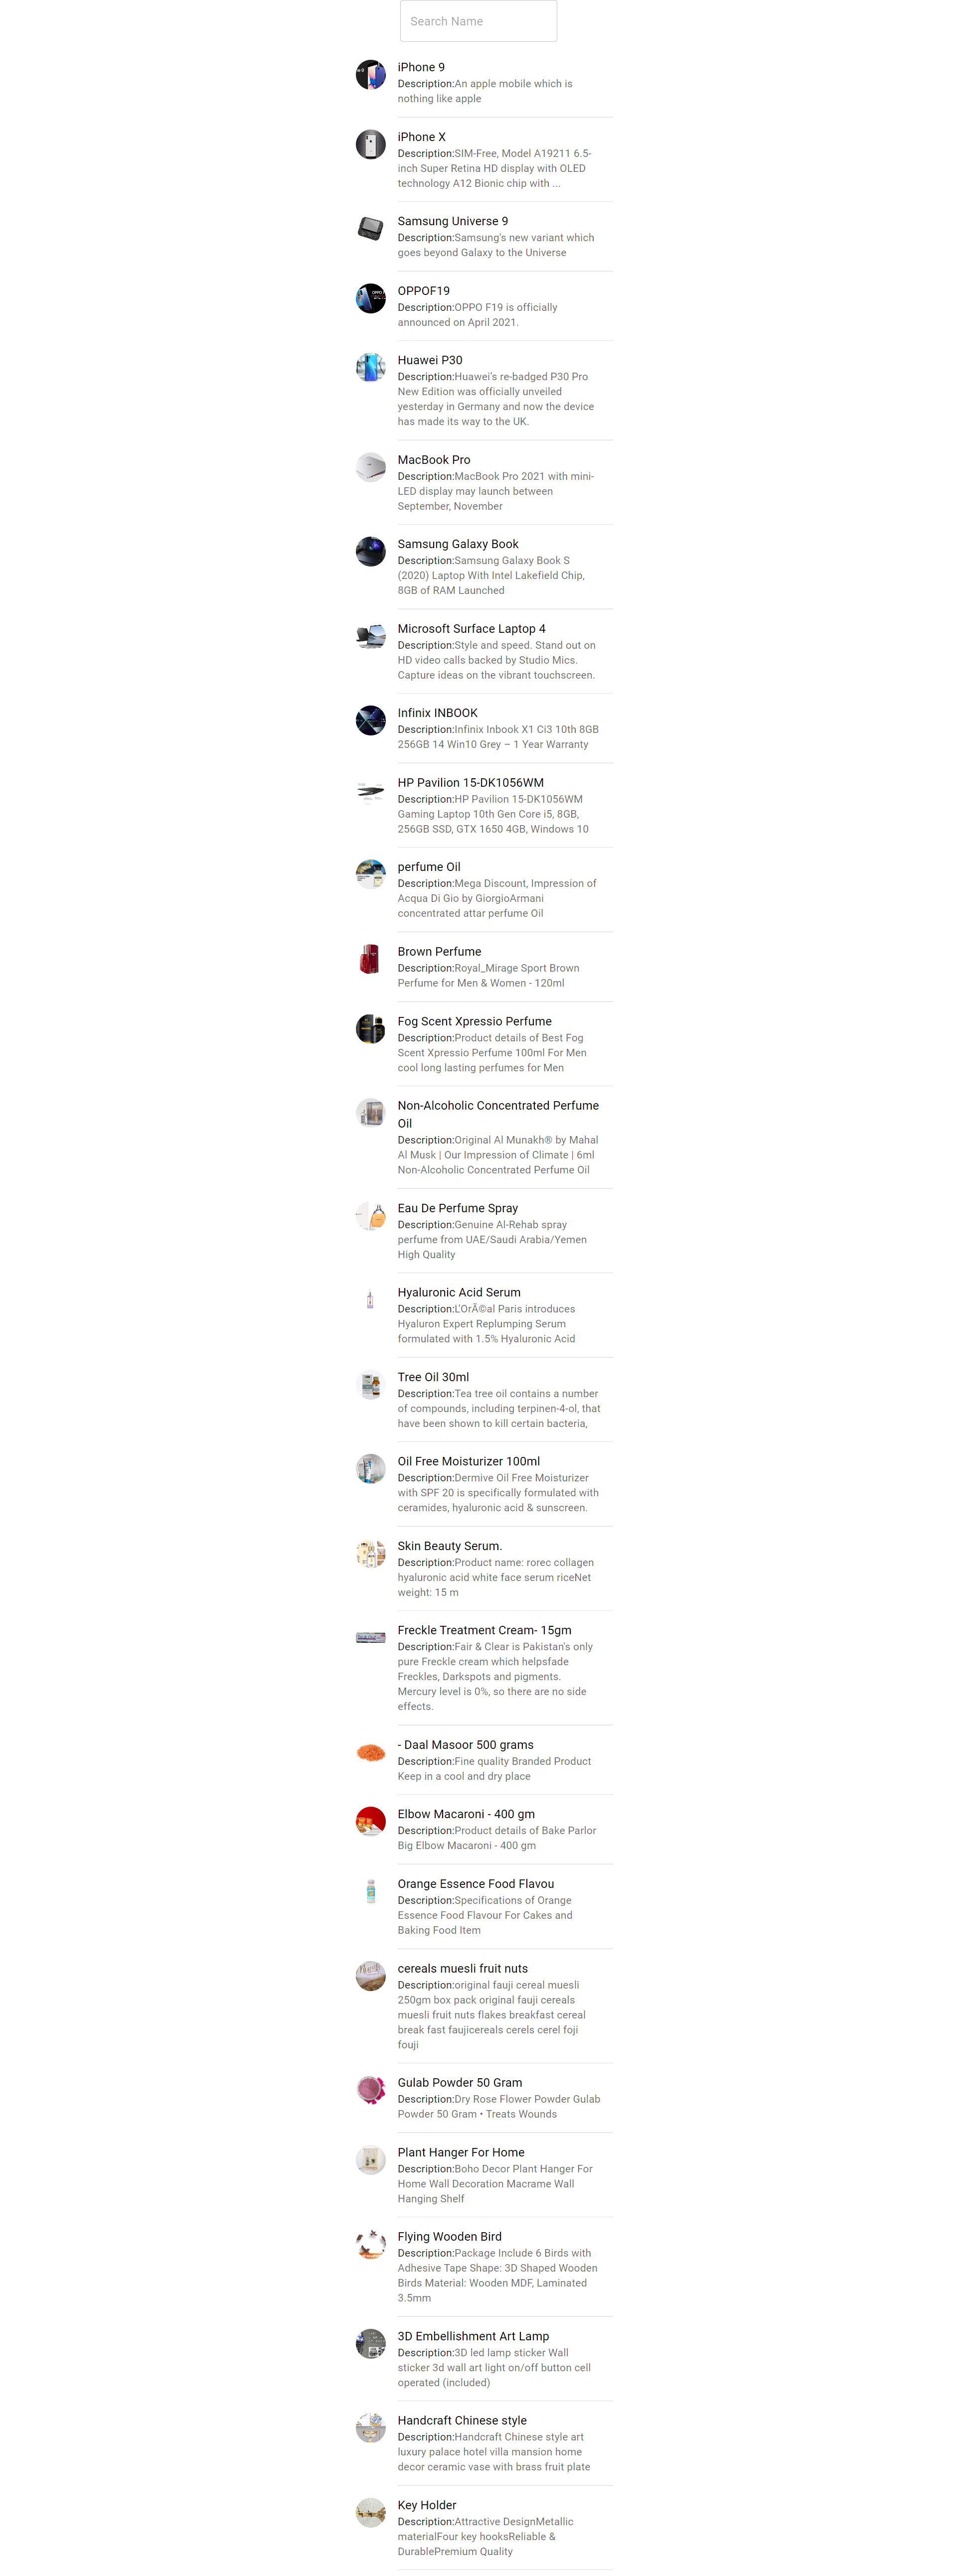 Search Name
iPhone 9
Description:An apple mobile which is
nothing like apple
iPhone X
Description:SIM-Free, Model A19211 6.5-
inch Super Retina HD display with OLED
technology A12 Bionic chip with ...
Samsung Universe 9
Description:Samsung's new variant which
goes beyond Galaxy to the Universe
OPPOF19
Description:OPPO F19 is officially
announced on April 2021.
Huawei P30
Description:Huawei's re-badged P30 Pro
New Edition was officially unveiled
yesterday in Germany and now the device
has made its way to the UK.
MacBook Pro
Description:MacBook Pro 2021 with mini-
LED display may launch between
September, November
Samsung Galaxy Book
Description:Samsung Galaxy Book S
(2020) Laptop With Intel Lakefield Chip,
8GB of RAM Launched
Microsoft Surface Laptop 4
Description:Style and speed. Stand out on
HD video calls backed by Studio Mics.
Capture ideas on the vibrant touchscreen.
Infinix INBOOK
Description:Infinix Inbook X1 Ci3 10th 8GB
256GB 14 Win10 Grey – 1 Year Warranty
HP Pavilion 15-DK1056WM
Description:HP Pavilion 15-DK1056WM
Gaming Laptop 10th Gen Core i5, 8GB,
256GB SSD, GTX 1650 4GB, Windows 10
perfume Oil
Description:Mega Discount, Impression of
Acqua Di Gio by GiorgioArmani
concentrated attar perfume Oil
Brown Perfume
Description:Royal_Mirage Sport Brown
Perfume for Men & Women - 120ml
Fog Scent Xpressio Perfume
Description:Product details of Best Fog
Scent Xpressio Perfume 100ml For Men
cool long lasting perfumes for Men
Non-Alcoholic Concentrated Perfume
Oil
Description:Original Al Munakh® by Mahal
Al Musk | Our Impression of Climate | 6ml
Non-Alcoholic Concentrated Perfume Oil
Eau De Perfume Spray
Description:Genuine Al-Rehab spray
perfume from UAE/Saudi Arabia/Yemen
High Quality
Hyaluronic Acid Serum
Description:L'OrÃ©al Paris introduces
Hyaluron Expert Replumping Serum
formulated with 1.5% Hyaluronic Acid
Tree Oil 30ml
Description:Tea tree oil contains a number
of compounds, including terpinen-4-ol, that
have been shown to kill certain bacteria,
Oil Free Moisturizer 100ml
Description:Dermive Oil Free Moisturizer
with SPF 20 is specifically formulated with
ceramides, hyaluronic acid & sunscreen.
Skin Beauty Serum.
Description:Product name: rorec collagen
hyaluronic acid white face serum riceNet
weight: 15 m
Freckle Treatment Cream- 15gm
Description:Fair & Clear is Pakistan's only
pure Freckle cream which helpsfade
Freckles, Darkspots and pigments.
Mercury level is 0%, so there are no side
effects.
- Daal Masoor 500 grams
Description:Fine quality Branded Product
Keep in a cool and dry place
Elbow Macaroni - 400 gm
Description:Product details of Bake Parlor
Big Elbow Macaroni - 400 gm
Orange Essence Food Flavou
Description:Specifications of Orange
Essence Food Flavour For Cakes and
Baking Food Item
cereals muesli fruit nuts
Description:original fauji cereal muesli
250gm box pack original fauji cereals
muesli fruit nuts flakes breakfast cereal
break fast faujicereals cerels cerel foji
fouji
Gulab Powder 50 Gram
Description:Dry Rose Flower Powder Gulab
Powder 50 Gram • Treats Wounds
Plant Hanger For Home
Description:Boho Decor Plant Hanger For
Home Wall Decoration Macrame Wall
Hanging Shelf
Flying Wooden Bird
Description:Package Include 6 Birds with
Adhesive Tape Shape: 3D Shaped Wooden
Birds Material: Wooden MDF, Laminated
3.5mm
3D Embellishment Art Lamp
Description:3D led lamp sticker Wall
sticker 3d wall art light on/off button cell
operated (included)
Handcraft Chinese style
Description:Handcraft Chinese style art
luxury palace hotel villa mansion home
decor ceramic vase with brass fruit plate
Key Holder
Description:Attractive DesignMetallic
materialFour key hooksReliable &
DurablePremium Quality